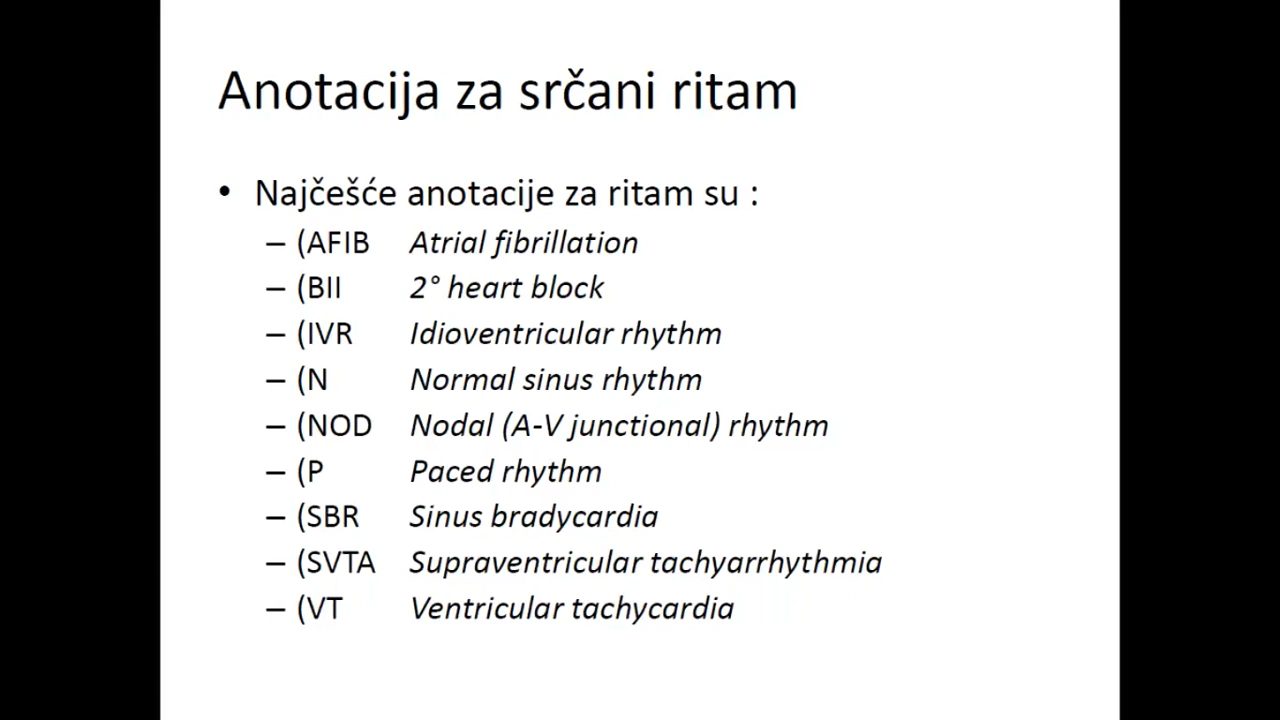 Anotacija za srčani ritam
• Najčešće anotacije za ritam su :
– (AFIB Atrial fibrillation
– (BII 2° heart block
– (IVR Idioventricular rhythm
– (N Normal sinus rhythm
– (NOD Nodal (A-V junctional) rhythm
– (P Paced rhythm
– (SBR Sinus bradycardia
– (SVTA Supraventricular tachyarrhythmia
– (VT Ventricular tachycardia